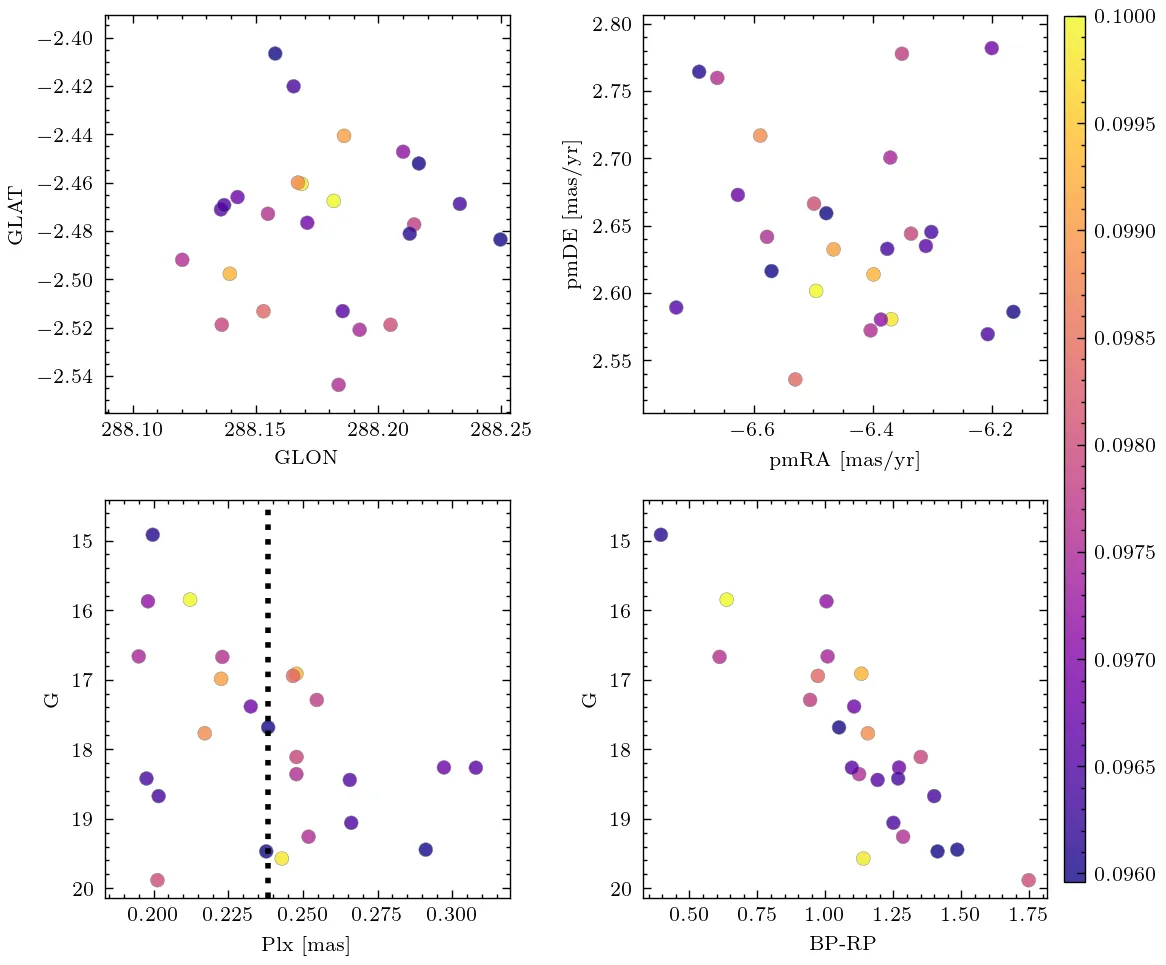 −2.40
−2.42
−2.44
−2.46
−2.48
−2.50
−2.52
−2.54
GLAT
288.10 288.15 288.20 288.25
GLON
2.80
2.75
2.70
2.65
2.60
2.55
pmDE [mas/yr]
−6.6 −6.4 −6.2
pmRA [mas/yr]
0.1000
0.0995
0.0990
0.0985
0.0980
0.0975
0.0970
0.0965
0.0960
15
16
17
18
19
20
G
0.200 0.225 0.250 0.275 0.300
Plx [mas]
15
16
17
18
19
20
G
0.50 0.75 1.00 1.25 1.50 1.75
BP-RP